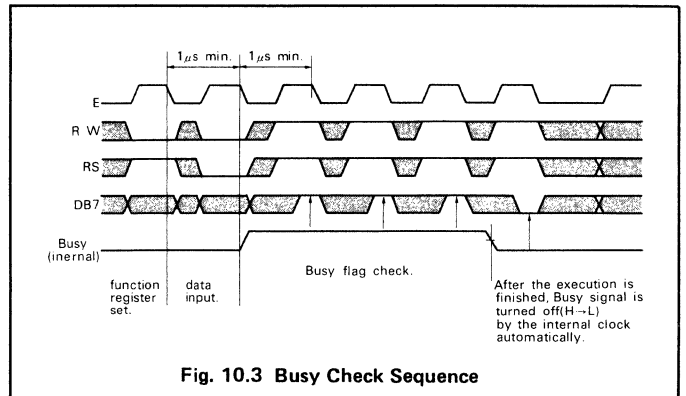 1μs min. 1μs min.
E
R W
RS
DB7
Busy
(inernal)
Busy flag check.
function
register
set.
data
input.
After the execution is
finished, Busy signal is
turned off(H→L)
by the internal clock
automatically.
Fig. 10.3 Busy Check Sequence